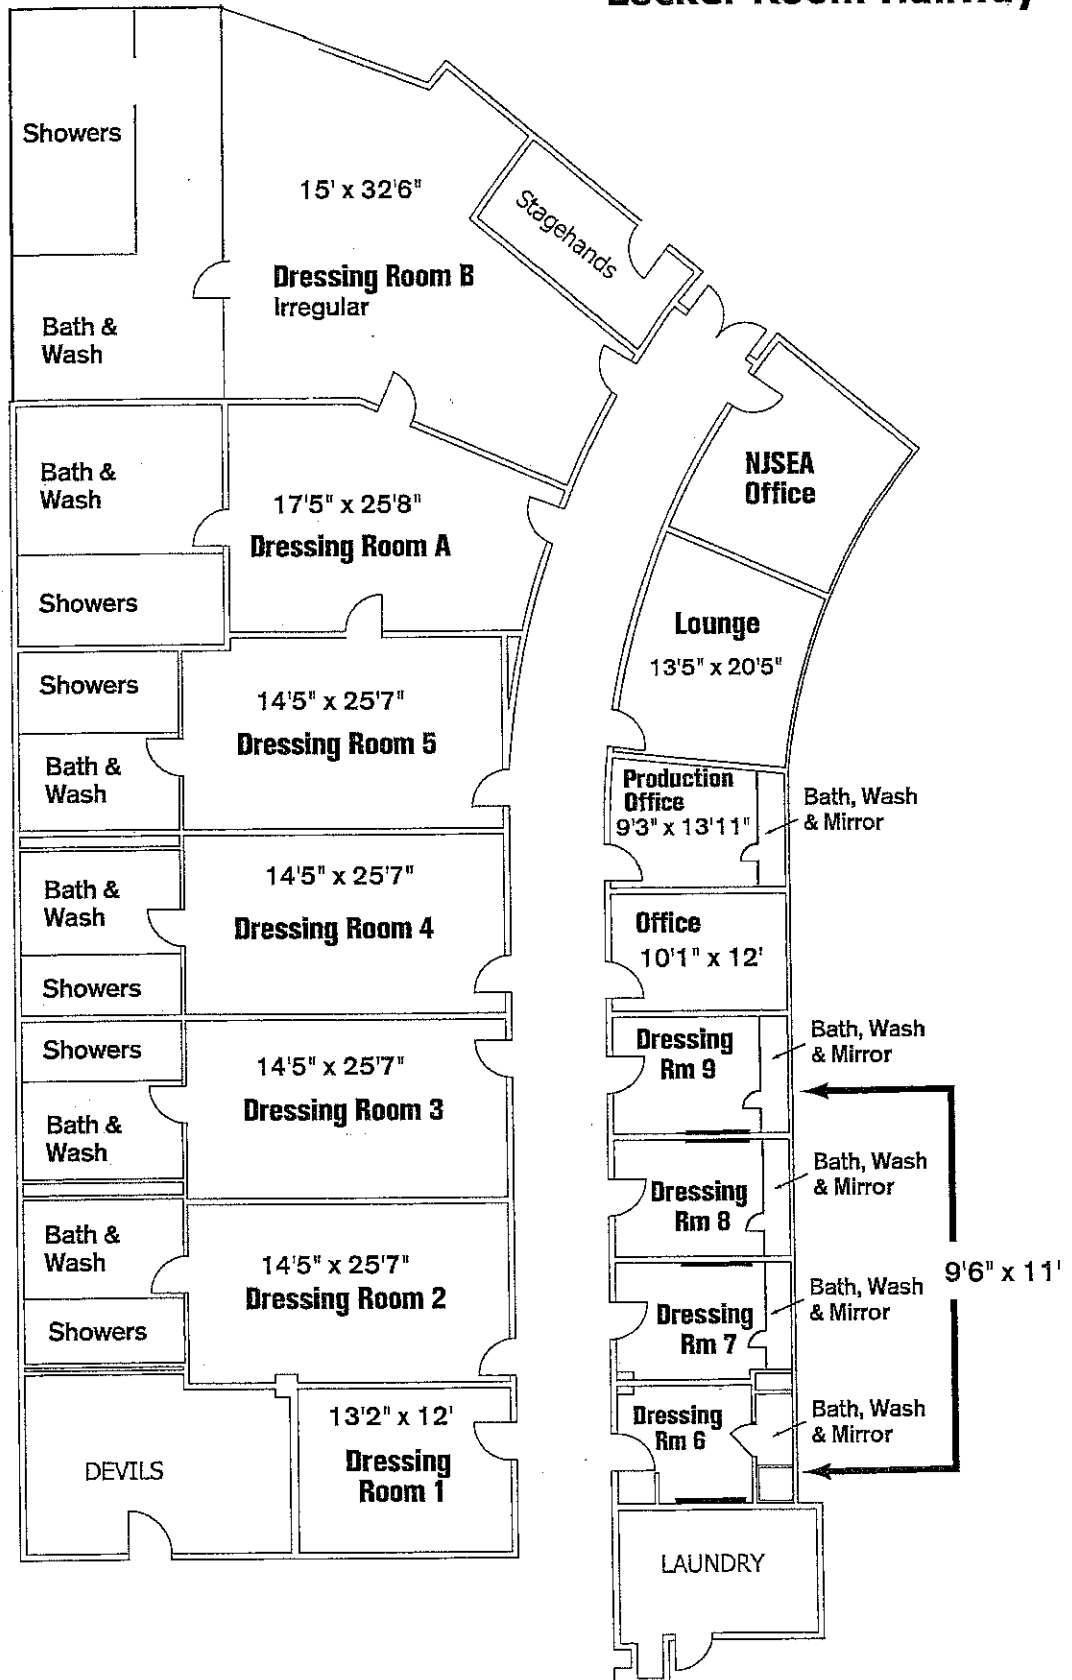 Locker Room Hallway
Showers
15' x 32'6"
Stagehands
Dressing Room B
Irregular
Bath &
Wash
NJSEA
Office
Bath &
Wash
17'5" x 25'8"
Dressing Room A
Showers
Lounge
13'5" x 20'5"
Showers
14'5" x 25'7"
Dressing Room 5
Bath &
Wash
Production
Office
9'3" x 13'11"
Bath, Wash
& Mirror
14'5" x 25'7"
Bath &
Wash
Dressing Room 4
Office
10'1" x 12'
Showers
Showers
14'5" x 25'7"
Dressing Room 3
Bath &
Wash
Dressing
Rm 9
Bath, Wash
& Mirror
Dressing
Rm 8
Bath, Wash
& Mirror
Bath &
Wash
14'5" x 25'7"
Dressing Room 2
Showers
9'6" x 11'
Dressing
Rm 7
Bath, Wash
& Mirror
13'2" x 12'
Dressing
Room 1
DEVILS
Dressing
Rm 6
Bath, Wash
& Mirror
LAUNDRY